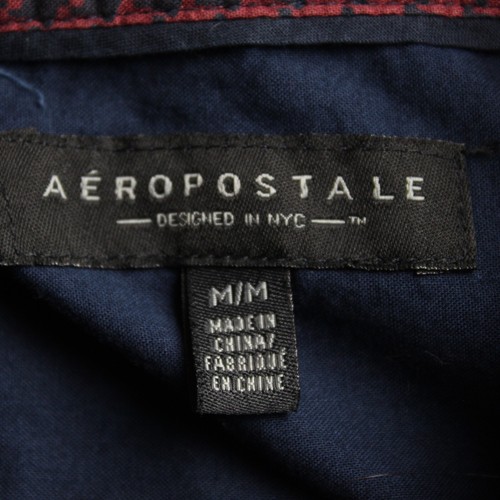 AÉROPOSTALE
— DESIGNED IN NYC — ™
M/M
MADE IN
CHINA/
FABRIQUÉ
EN CHINE